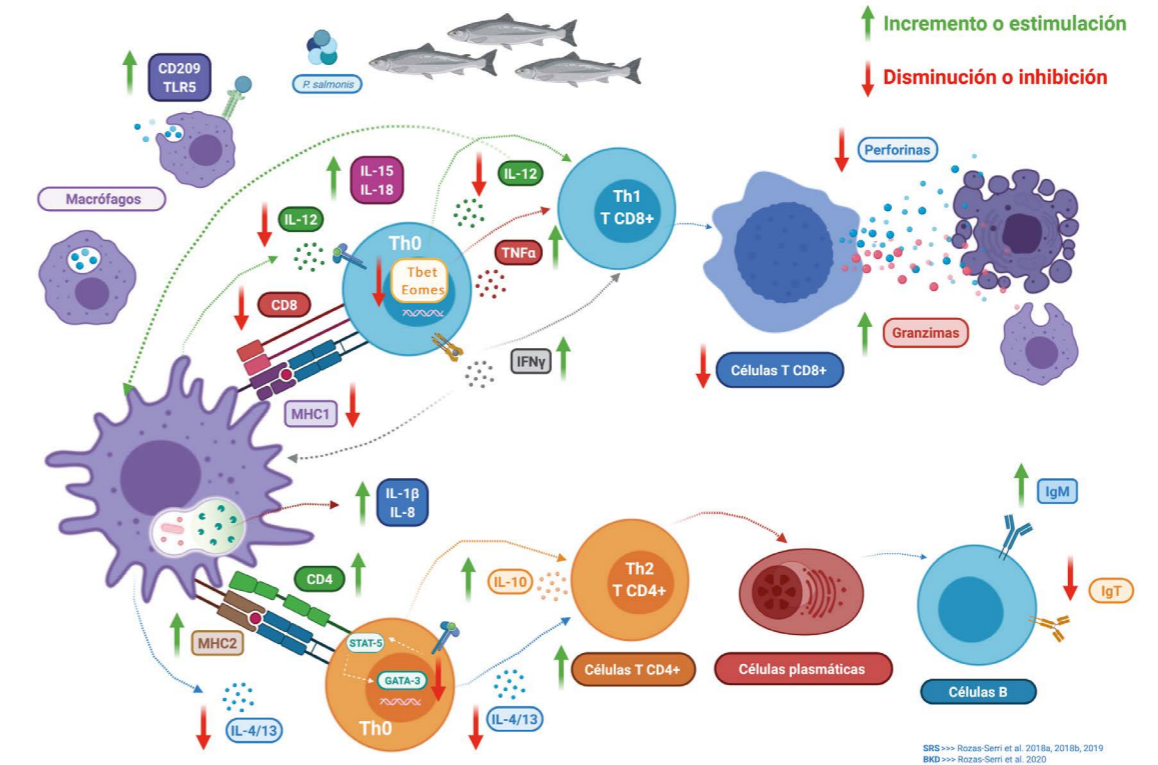 Incremento o estimulación
Disminución o inhibición
CD209
TLR5
P. salmonis
Macrófagos
IL-15
IL-18
IL-12
IL-12
Th0
Tbet
Eomes
TNFα
Th1
T CD8+
Perforinas
CD8
MHC1
IFNγ
Granzimas
Células T CD8+
IL-1β
IL-8
CD4
MHC2
STAT-5
GATA-3
Th0
IL-4/13
IL-4/13
IL-10
Th2
T CD4+
Células T CD4+
Células plasmáticas
IgM
IgT
Células B
SRS >>> Rozas-Serri et al. 2018a, 2018b, 2019
BKD >>> Rozas-Serri et al. 2020